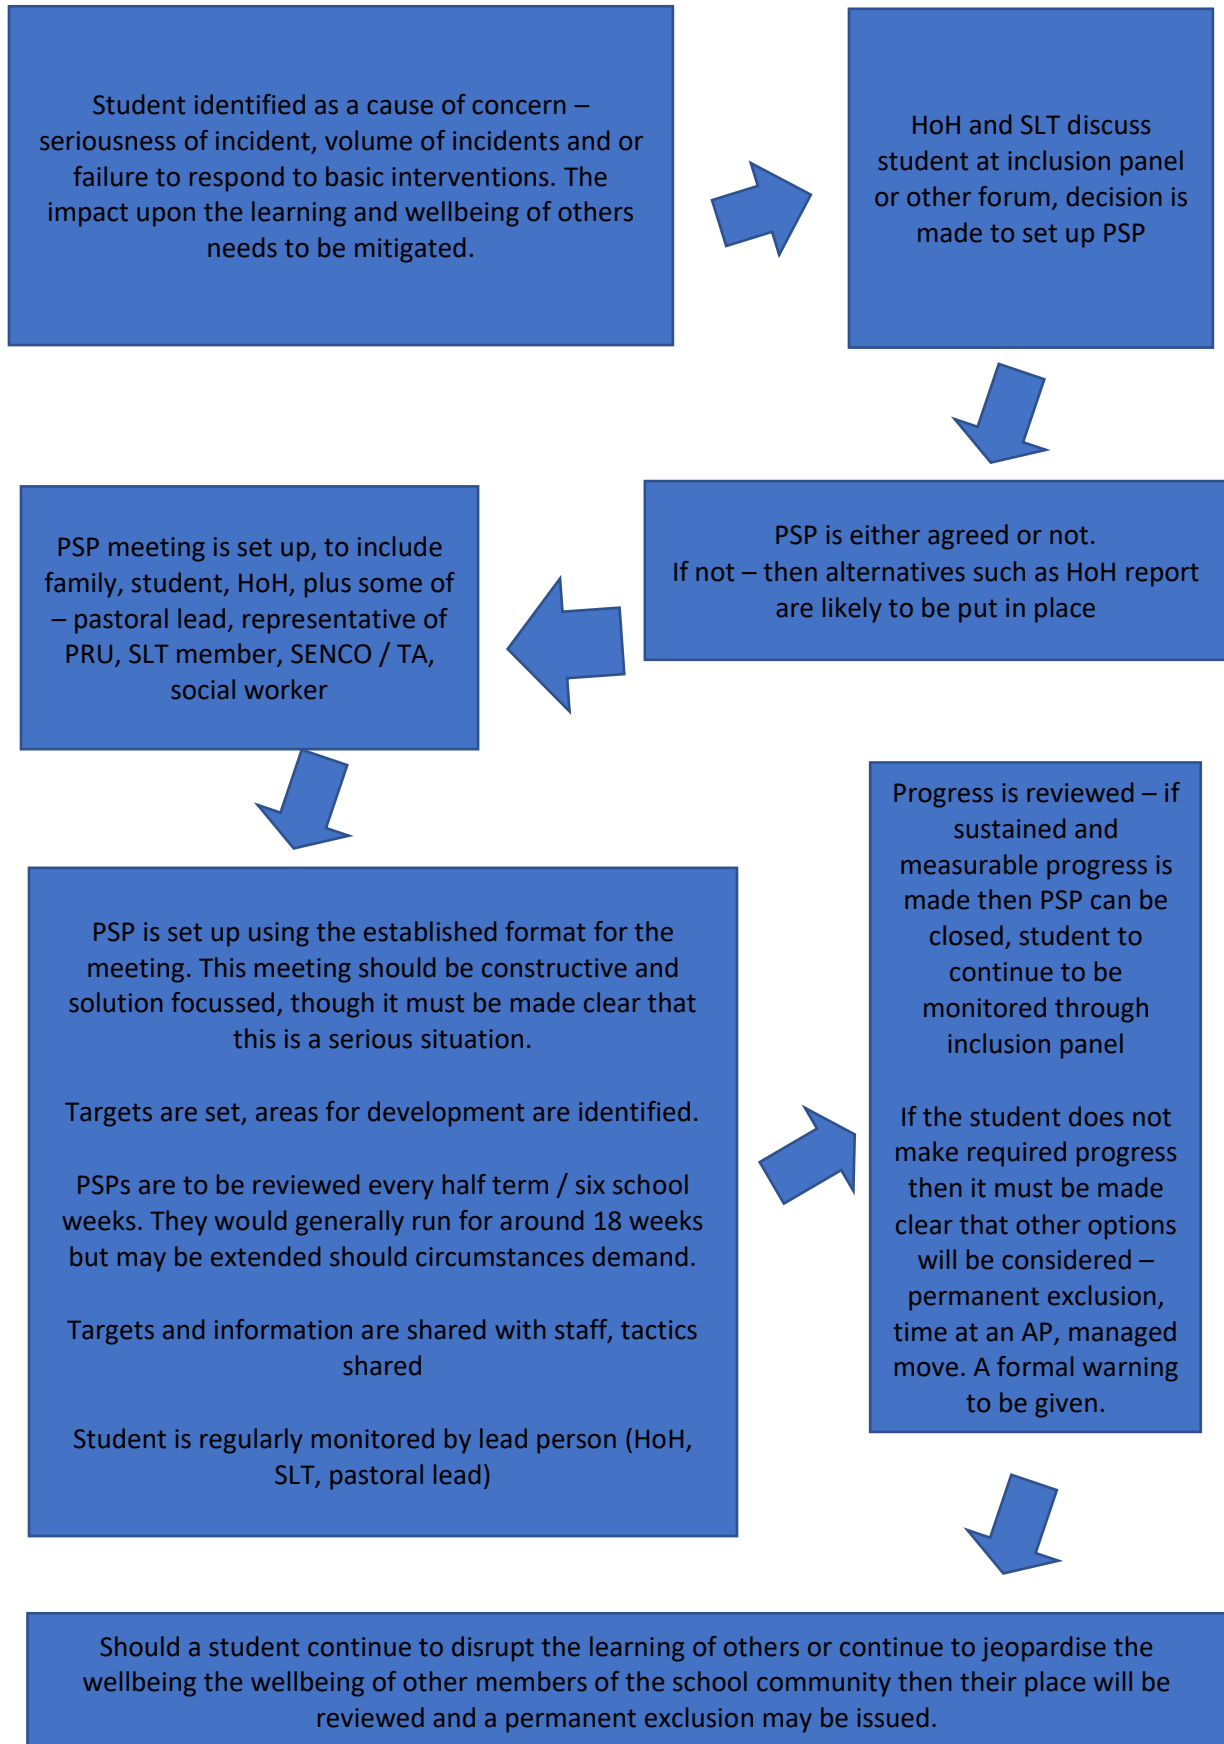 Student identified as a cause of concern –
seriousness of incident, volume of incidents and or
failure to respond to basic interventions. The
impact upon the learning and wellbeing of others
needs to be mitigated.
HoH and SLT discuss
student at inclusion panel
or other forum, decision is
made to set up PSP
PSP is either agreed or not.
If not – then alternatives such as HoH report
are likely to be put in place
PSP meeting is set up, to include
family, student, HoH, plus some of
– pastoral lead, representative of
PRU, SLT member, SENCO / TA,
social worker
PSP is set up using the established format for the
meeting. This meeting should be constructive and
solution focussed, though it must be made clear that
this is a serious situation.
Targets are set, areas for development are identified.
PSPs are to be reviewed every half term / six school
weeks. They would generally run for around 18 weeks
but may be extended should circumstances demand.
Targets and information are shared with staff, tactics
shared
Student is regularly monitored by lead person (HoH,
SLT, pastoral lead)
Progress is reviewed – if
sustained and
measurable progress is
made then PSP can be
closed, student to
continue to be
monitored through
inclusion panel
If the student does not
make required progress
then it must be made
clear that other options
will be considered –
permanent exclusion,
time at an AP, managed
move. A formal warning
to be given.
Should a student continue to disrupt the learning of others or continue to jeopardise the
wellbeing the wellbeing of other members of the school community then their place will be
reviewed and a permanent exclusion may be issued.